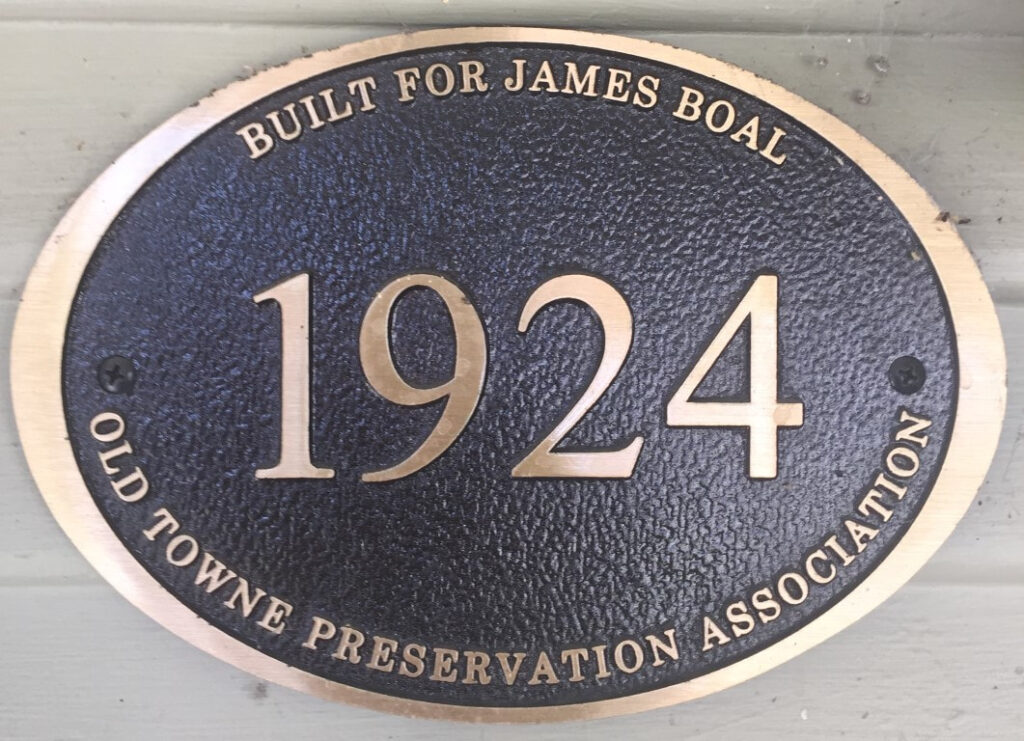 BUILT FOR JAMES BOAL
1924
OLD TOWNE PRESERVATION ASSOCIATION